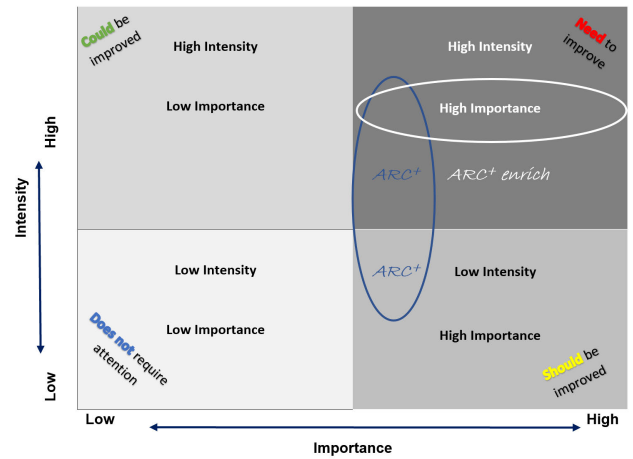 Could be
improved
High Intensity
Low Importance
High Intensity
High Importance
Need to
improve
ARC+
ARC+ enrich
Low Intensity
Low Importance
Does not require
attention
ARC+
Low Intensity
High Importance
Should be
improved
High
Intensity
Low
Low
High
Importance